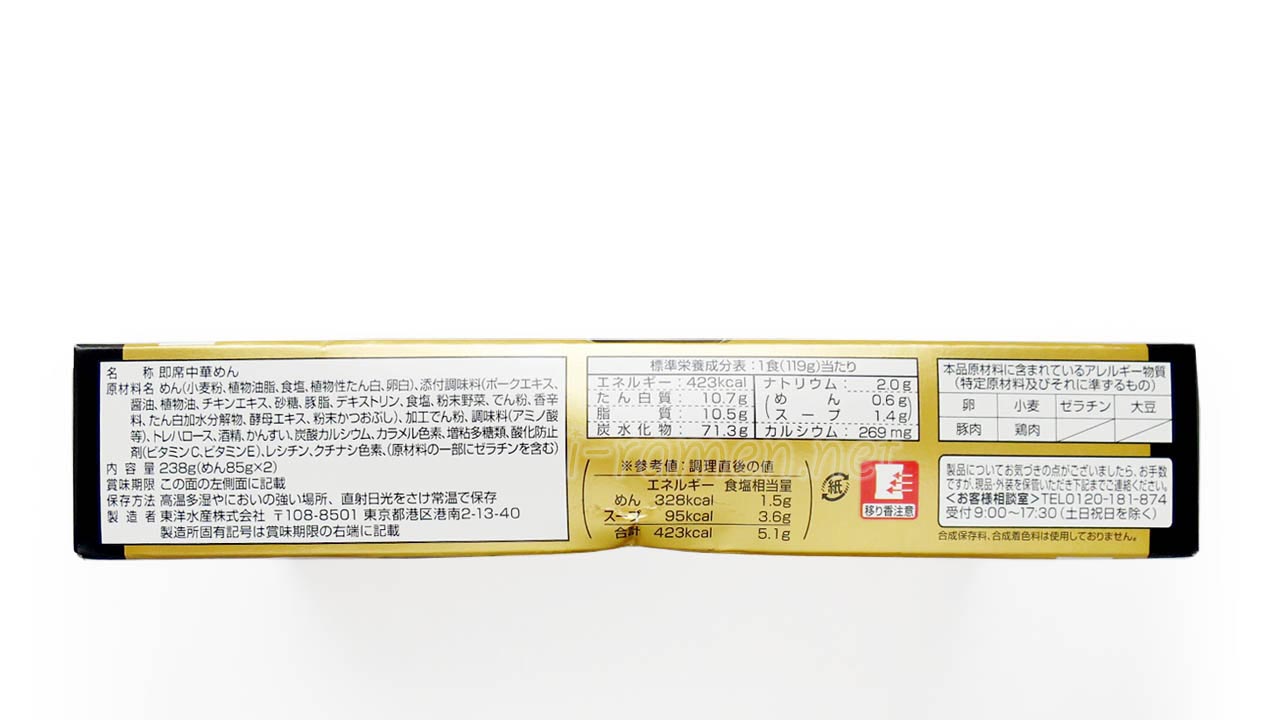 名 称 即席中華めん
原材料名 めん(小麦粉、植物油脂、食塩、植物性たん白、卵白)、添付調味料(ポークエキス、
醤油、植物油、チキンエキス、砂糖、豚脂、デキストリン、食塩、粉末野菜、でん粉、香辛
料、たん白加水分解物、酵母エキス、粉末かつおぶし)、加工でん粉、調味料(アミノ酸
等)、トレハロース、酒精、かんすい、炭酸カルシウム、カラメル色素、増粘多糖類、酸化防止
剤(ビタミンC、ビタミンE)、レシチン、クチナシ色素、(原材料の一部にゼラチンを含む)
内 容 量 238g(めん85g×2)
賞味期限 この面の左側面に記載
保存方法 高温多湿やにおいの強い場所、直射日光をさけ常温で保存
製 造 者 東洋水産株式会社 〒108-8501 東京都港区港南2-13-40
製造所固有記号は賞味期限の右端に記載
標準栄養成分表:1食(119g)当たり
エネルギー:423kcal ナトリウム: 2.0g
たん白質: 10.7g (めん 0.6g)
脂 質: 10.5g (スープ 1.4g)
炭水化物: 71.3g カルシウム:269mg
※参考値:調理直後の値
エネルギー 食塩相当量
めん 328kcal 1.5g
スープ 95kcal 3.6g
合計 423kcal 5.1g
紙
移り香注意
i-ramen.net
本品原材料に含まれているアレルギー物質
(特定原材料及びそれに準ずるもの)
卵 小麦 ゼラチン 大豆
豚肉 鶏肉
製品についてお気づきの点がございましたら、お手数
ですが、現品・外装を保管いただき下記までご連絡ください。
<お客様相談室>TEL0120-181-874
受付9:00〜17:30(土日祝日を除く)
合成保存料、合成着色料は使用しておりません。